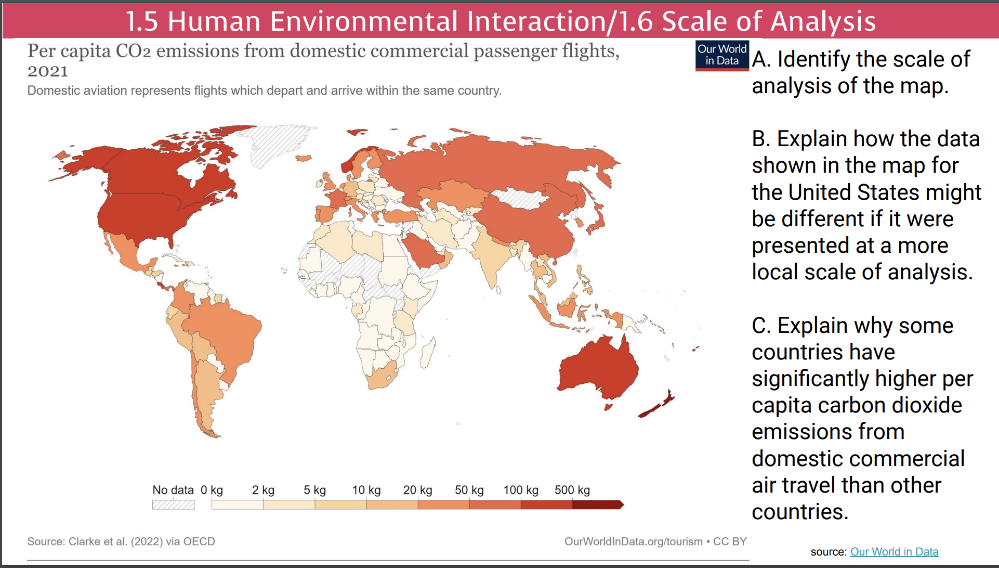 1.5 Human Environmental Interaction/1.6 Scale of Analysis
Per capita CO2 emissions from domestic commercial passenger flights,
2021
Domestic aviation represents flights which depart and arrive within the same country.
Our World
in Data
A. Identify the scale of
analysis of the map.
B. Explain how the data
shown in the map for
the United States might
be different if it were
presented at a more
local scale of analysis.
C. Explain why some
countries have
significantly higher per
capita carbon dioxide
emissions from
domestic commercial
air travel than other
countries.
No data 0 kg 2 kg 5 kg 10 kg 20 kg 50 kg 100 kg 500 kg
Source: Clarke et al. (2022) via OECD
OurWorldInData.org/tourism • CC BY
source: Our World in Data